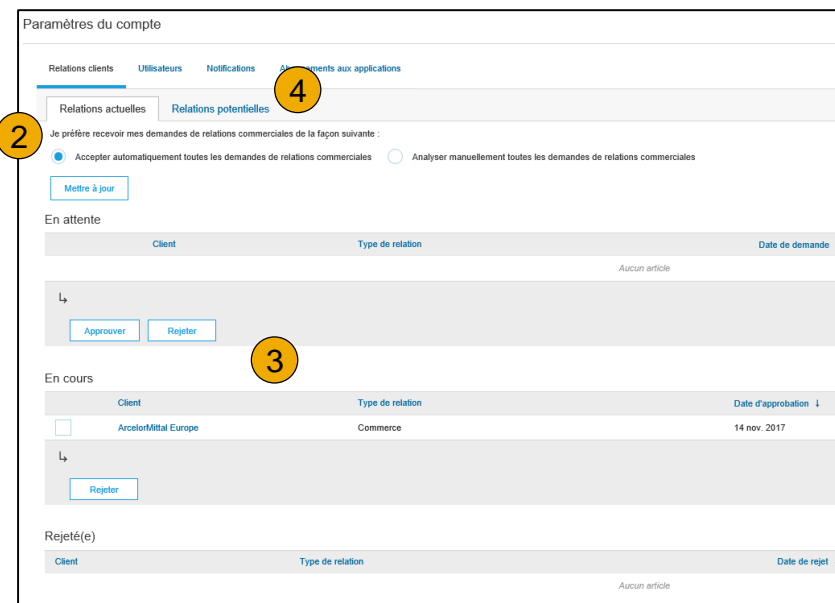 Paramètres du compte
Relations clients Utilisateurs Notifications aux applications
4
Relations actuelles Relations potentielles
2
Je préfère recevoir mes demandes de relations commerciales de la façon suivante :
Accepter automatiquement toutes les demandes de relations commerciales Analyser manuellement toutes les demandes de relations commerciales
Mettre à jour
En attente
Client Type de relation Date de demande
Aucun article
Approuver Rejeter
3
En cours
Client Type de relation Date d'approbation ↓
ArcelorMittal Europe Commerce 14 nov. 2017
Rejeter
Rejeté(e)
Client Type de relation Date de rejet
Aucun article